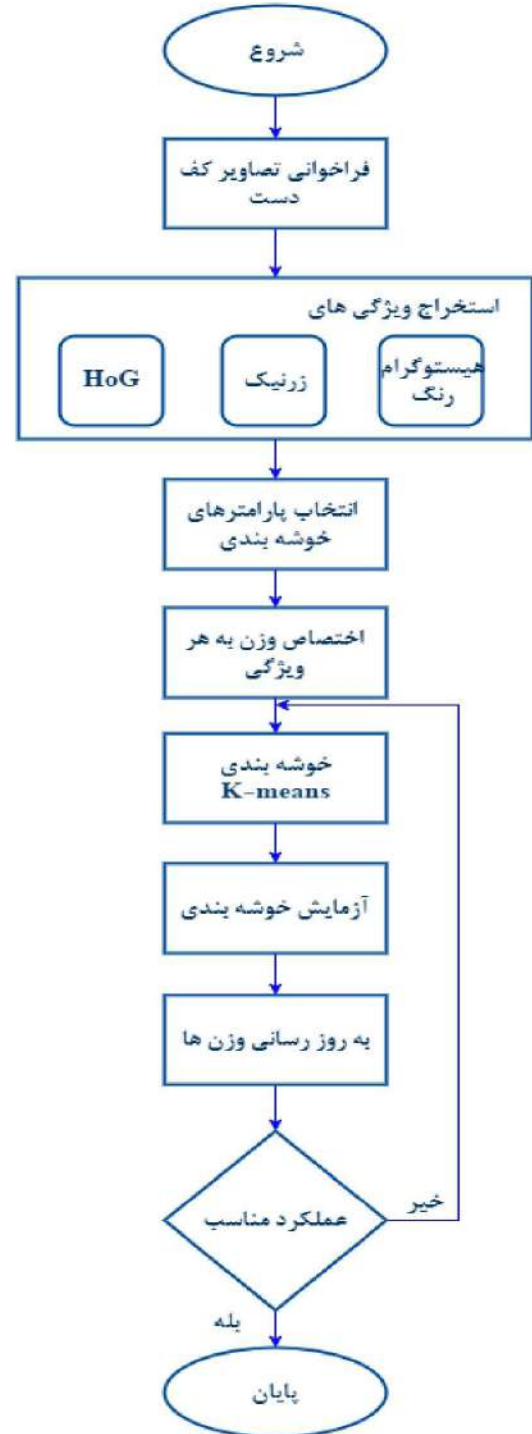 شروع
فراخوانی تصاویر کف
دست
استخراج ویژگی های
هیستوگرام
رنگ
زرنیک
HoG
انتخاب پارامترهای
خوشه بندی
اختصاص وزن به هر
ویژگی
خوشه بندی
K-means
آزمایش خوشه بندی
به روز رسانی وزن ها
عملکرد مناسب
خیر
بله
پایان